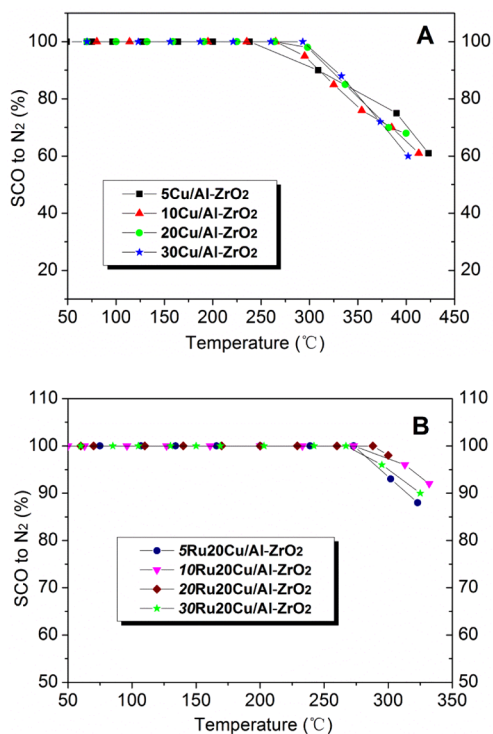 A
100
80
60
40
20
100
80
60
40
20
SCO to N2 (%)
5Cu/Al-ZrO2
10Cu/Al-ZrO2
20Cu/Al-ZrO2
30Cu/Al-ZrO2
50 100 150 200 250 300 350 400 450
Temperature (℃)
B
110
100
90
80
70
60
50
110
100
90
80
70
60
50
SCO to N2 (%)
5Ru20Cu/Al-ZrO2
10Ru20Cu/Al-ZrO2
20Ru20Cu/Al-ZrO2
30Ru20Cu/Al-ZrO2
50 100 150 200 250 300 350
Temperature (℃)